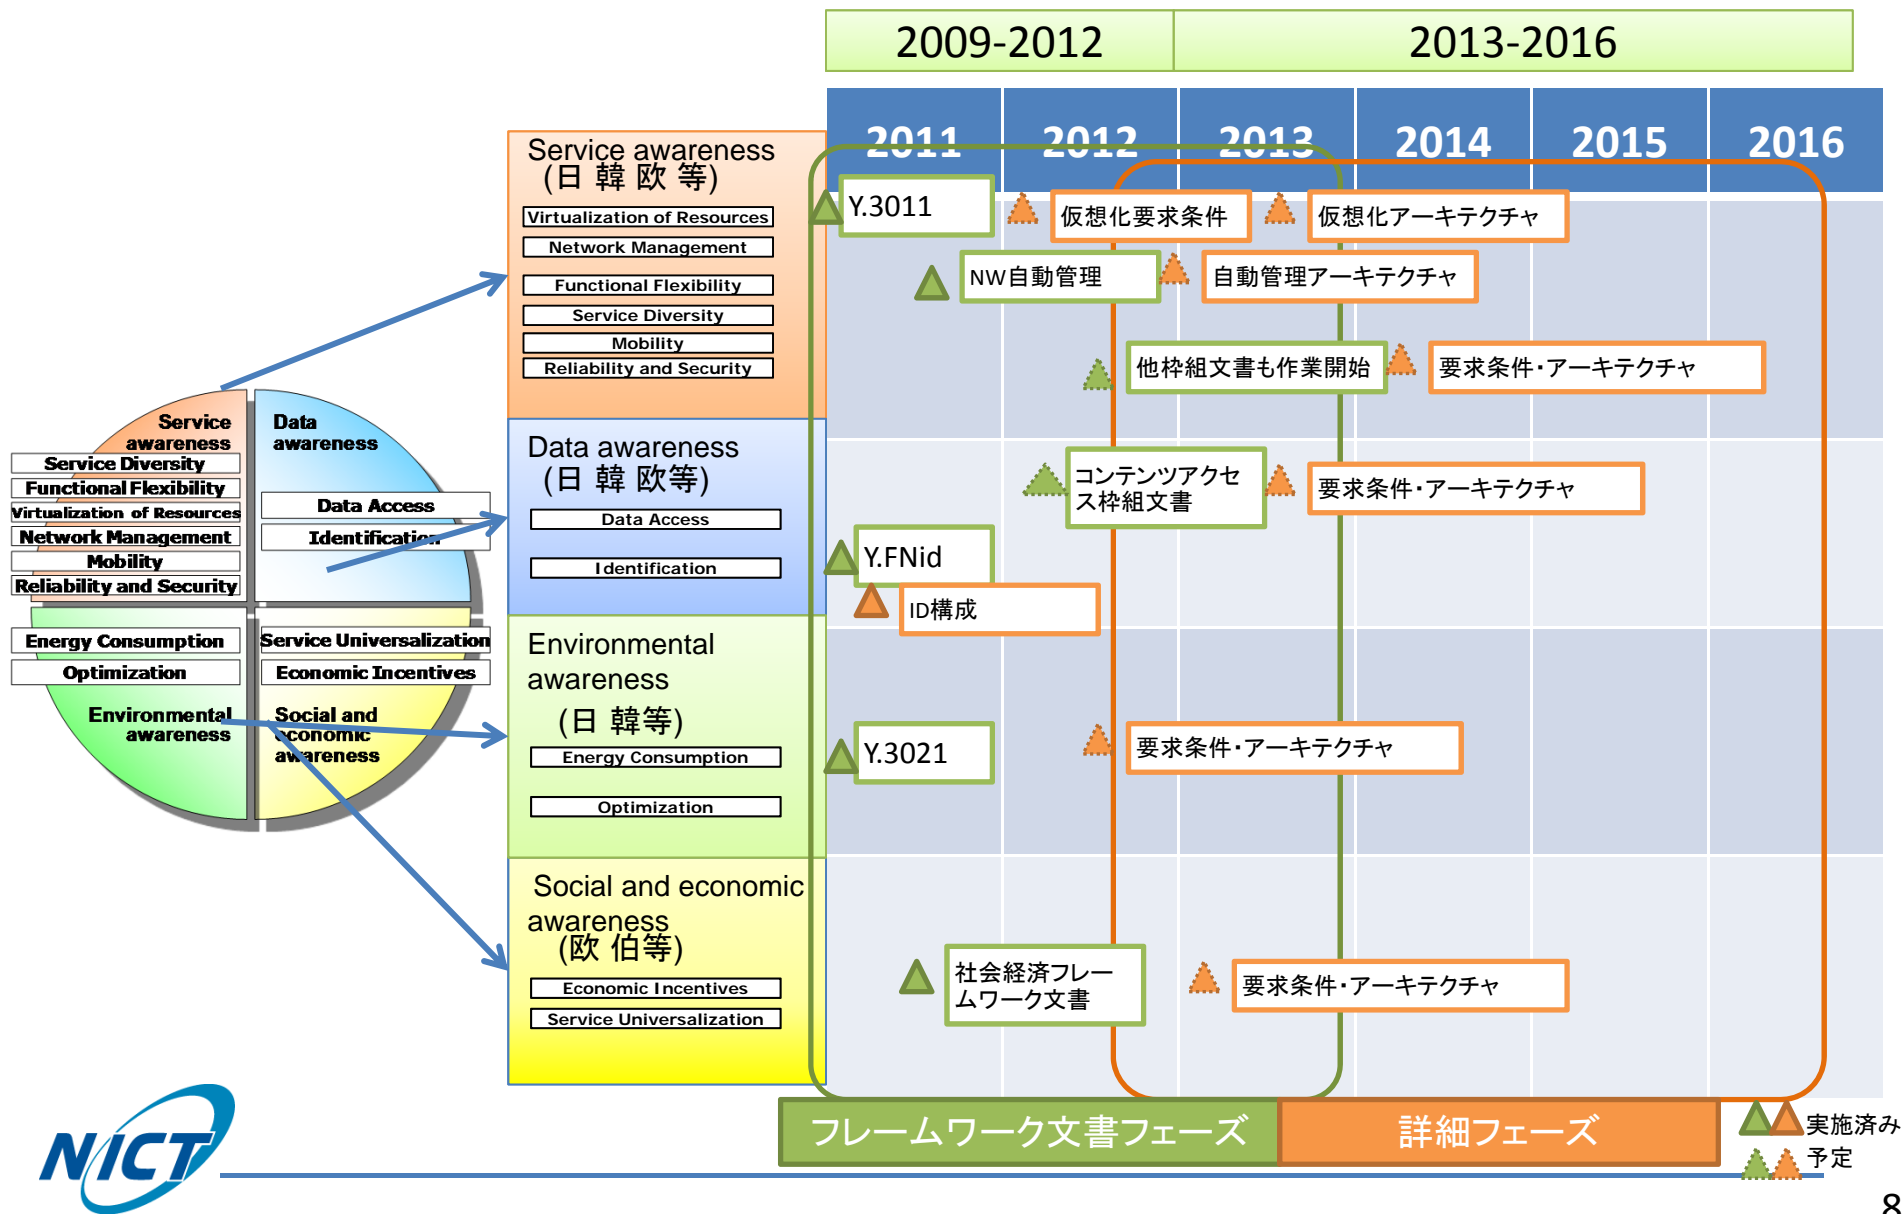 2009-2012
2013-2016
2011
2012
2013
2014
2015
2016
Service awareness
(日 韓 欧 等)
Virtualization of Resources
Network Management
Functional Flexibility
Service Diversity
Mobility
Reliability and Security
Y.3011
仮想化要求条件
仮想化アーキテクチャ
NW自動管理
自動管理アーキテクチャ
他枠組文書も作業開始
要求条件・アーキテクチャ
Data awareness
(日 韓 欧等)
Data Access
Identification
コンテンツアクセ
ス枠組文書
要求条件・アーキテクチャ
Y.FNid
ID構成
Environmental
awareness
(日 韓等)
Energy Consumption
Optimization
Y.3021
要求条件・アーキテクチャ
Social and economic
awareness
(欧 伯等)
Economic Incentives
Service Universalization
社会経済フレー
ムワーク文書
要求条件・アーキテクチャ
Service
awareness
Service Diversity
Functional Flexibility
Virtualization of Resources
Network Management
Mobility
Reliability and Security
Data
awareness
Data Access
Identification
Energy Consumption
Optimization
Environmental
awareness
Service Universalization
Economic Incentives
Social and
economic
awareness
フレームワーク文書フェーズ
詳細フェーズ
実施済み
予定
NICT
8